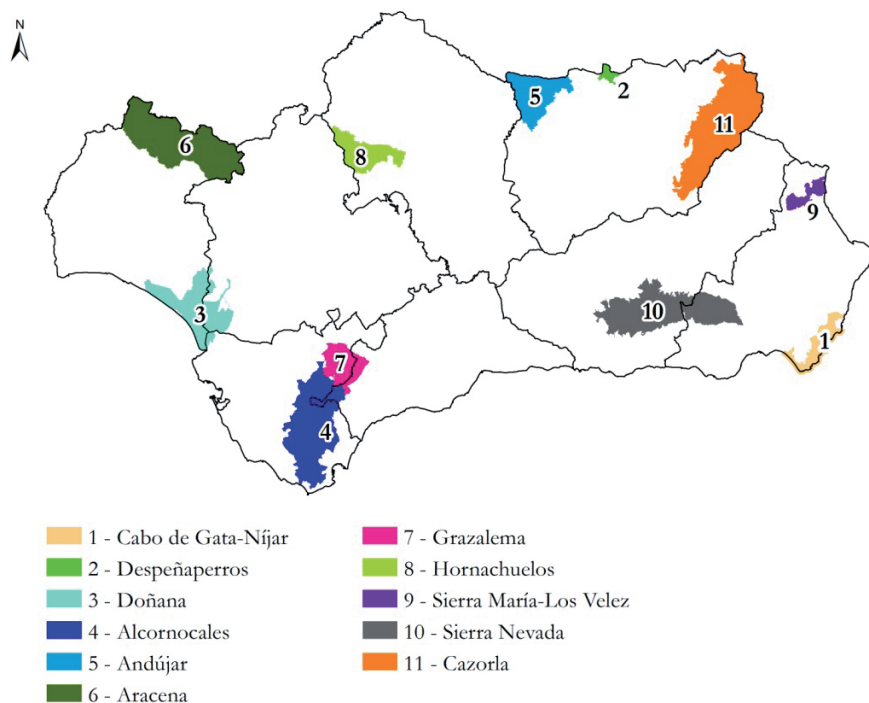 N
5
2
11
6
8
9
3
10
1
7
4
1 - Cabo de Gata-Níjar
2 - Despeñaperros
3 - Doñana
4 - Alcornocales
5 - Andújar
6 - Aracena
7 - Grazalema
8 - Hornachuelos
9 - Sierra María-Los Velez
10 - Sierra Nevada
11 - Cazorla